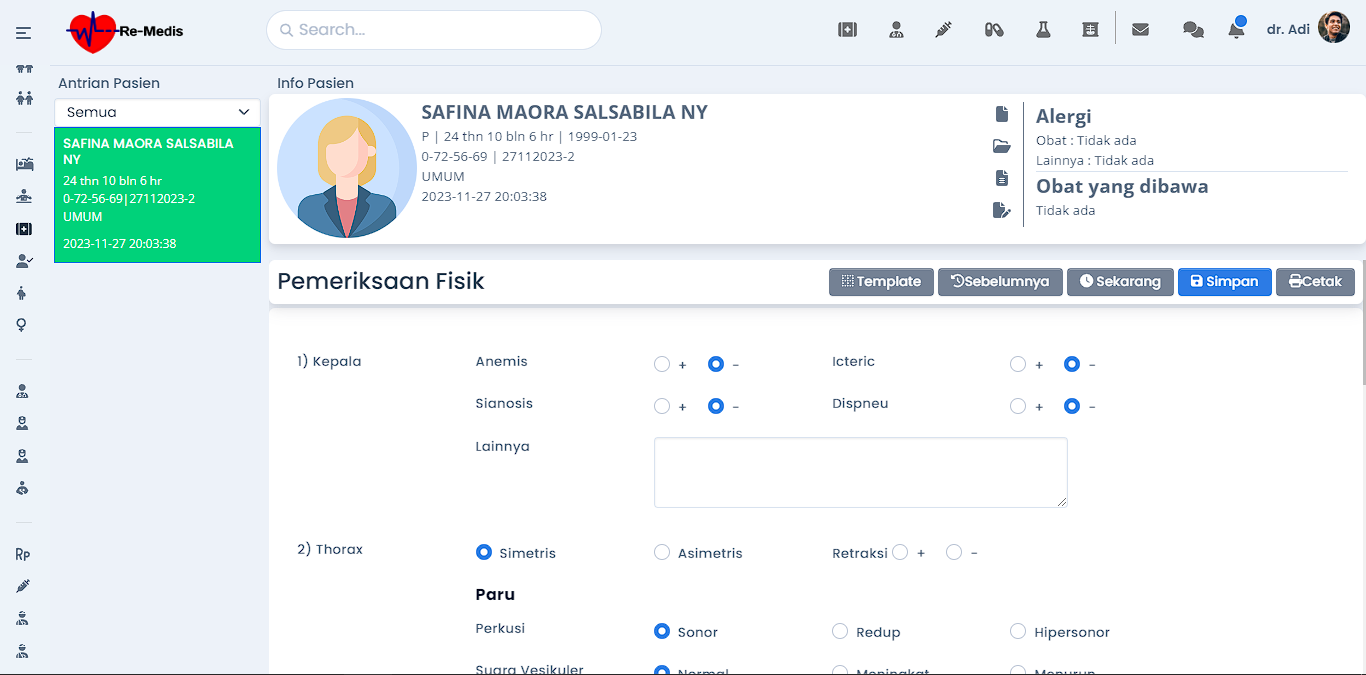 Re-Medis
Search...
dr. Adi
Antrian Pasien
Semua
SAFINA MAORA SALSABILA
NY
24 thn 10 bln 6 hr
0-72-56-69|27112023-2
UMUM
2023-11-27 20:03:38
Rp
Info Pasien
SAFINA MAORA SALSABILA NY
P | 24 thn 10 bln 6 hr | 1999-01-23
0-72-56-69 | 27112023-2
UMUM
2023-11-27 20:03:38
Alergi
Obat : Tidak ada
Lainnya : Tidak ada
Obat yang dibawa
Tidak ada
Pemeriksaan Fisik
Template Sebelumnya Sekarang Simpan Cetak
1) Kepala Anemis + - Icteric + -
Sianosis + - Dispneu + -
Lainnya
2) Thorax Simetris Asimetris Retraksi + -
Paru
Perkusi Sonor Redup Hipersonor
Suara Vesikuler Normal Meningkat Menurun